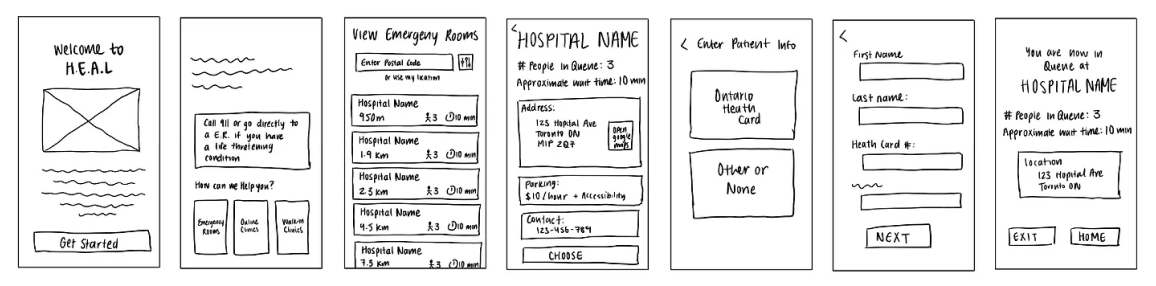 Welcome to
H.E.A.L
Get Started
Call 911 or go directly to
a E.R. if you have
a life threatening
condition
How can we Help you?
Emergency
Rooms
Online
Clinics
Walk-in
Clinics
View Emergeny Rooms
Enter Postal Code
or use my location
Hospital Name
950m 3 10 min
Hospital Name
1.9 km 3 10 min
Hospital Name
2.3 km 3 10 min
Hospital Name
4.5 km 3 10 min
Hospital Name
7.3 km 3 10 min
< HOSPITAL NAME
# People in Queue: 3
Approximate wait time: 10 min
Address:
123 Hopital Ave
Toronto ON
M1P 2Q7
Open
google
maps
Parking:
$10/hour + Accessibility
Contact:
123-456-789
CHOOSE
< Enter Patient Info
Ontario
Heath
Card
Other or
None
<
First Name
Last name:
Heath Card #:
NEXT
You are now in
Queue at
HOSPITAL NAME
# People in Queue: 3
Approximate wait time: 10 min
location
123 Hopital Ave
Toronto ON
EXIT
HOME